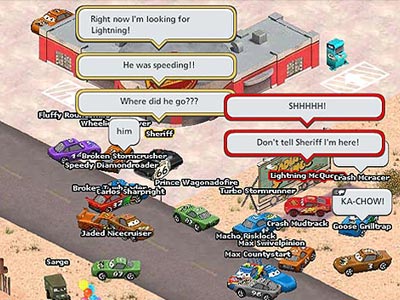 Right now I'm looking for
Lightning!
He was speeding!!
Where did he go???
SHHHHH!
Don't tell Sheriff I'm here!
him
KA-CHOW!
Fluffy
Sheriff
Broken Stormcrusher
Speedy Diamondroader
Prince Wagonadofire
Carlos Sharpright
Turbo Stormrunner
Lightning McQue
Crash Mcracer
Jaded Nicecruiser
Macho Risklock
Crash Mudtrack
Goose Grilltrap
Max Swivelpinion
Max Countystart
Sarge